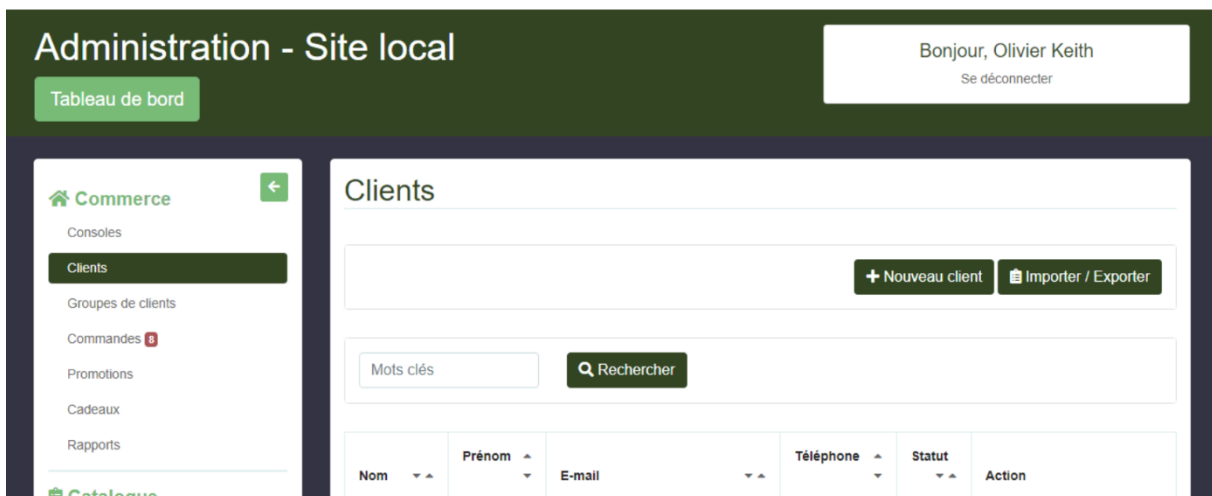 Administration - Site local
Tableau de bord
Bonjour, Olivier Keith
Se déconnecter
Commerce
Consoles
Clients
Groupes de clients
Commandes 8
Promotions
Cadeaux
Rapports
Catalogue
Clients
Nouveau client
Importer / Exporter
Mots clés
Rechercher
Nom Prénom E-mail Téléphone Statut Action